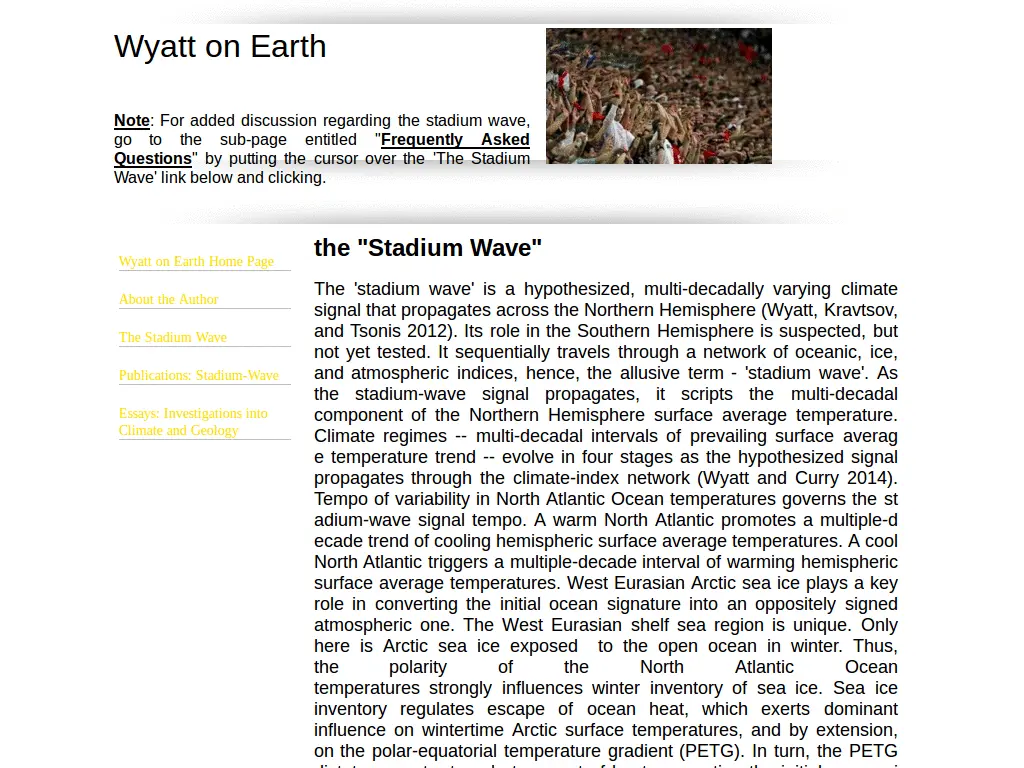 Wyatt on Earth
Note: For added discussion regarding the stadium wave,
go to the sub-page entitled "Frequently Asked
Questions" by putting the cursor over the 'The Stadium
Wave' link below and clicking.
Wyatt on Earth Home Page
About the Author
The Stadium Wave
Publications: Stadium-Wave
Essays: Investigations into
Climate and Geology
the "Stadium Wave"
The 'stadium wave' is a hypothesized, multi-decadally varying climate
signal that propagates across the Northern Hemisphere (Wyatt, Kravtsov,
and Tsonis 2012). Its role in the Southern Hemisphere is suspected, but
not yet tested. It sequentially travels through a network of oceanic, ice,
and atmospheric indices, hence, the allusive term - 'stadium wave'. As
the stadium-wave signal propagates, it scripts the multi-decadal
component of the Northern Hemisphere surface average temperature.
Climate regimes -- multi-decadal intervals of prevailing surface averag
e temperature trend -- evolve in four stages as the hypothesized signal
propagates through the climate-index network (Wyatt and Curry 2014).
Tempo of variability in North Atlantic Ocean temperatures governs the st
adium-wave signal tempo. A warm North Atlantic promotes a multiple-d
ecade trend of cooling hemispheric surface average temperatures. A cool
North Atlantic triggers a multiple-decade interval of warming hemispheric
surface average temperatures. West Eurasian Arctic sea ice plays a key
role in converting the initial ocean signature into an oppositely signed
atmospheric one. The West Eurasian shelf sea region is unique. Only
here is Arctic sea ice exposed to the open ocean in winter. Thus,
the polarity of the North Atlantic Ocean
temperatures strongly influences winter inventory of sea ice. Sea ice
inventory regulates escape of ocean heat, which exerts dominant
influence on wintertime Arctic surface temperatures, and by extension,
on the polar-equatorial temperature gradient (PETG). In turn, the PETG